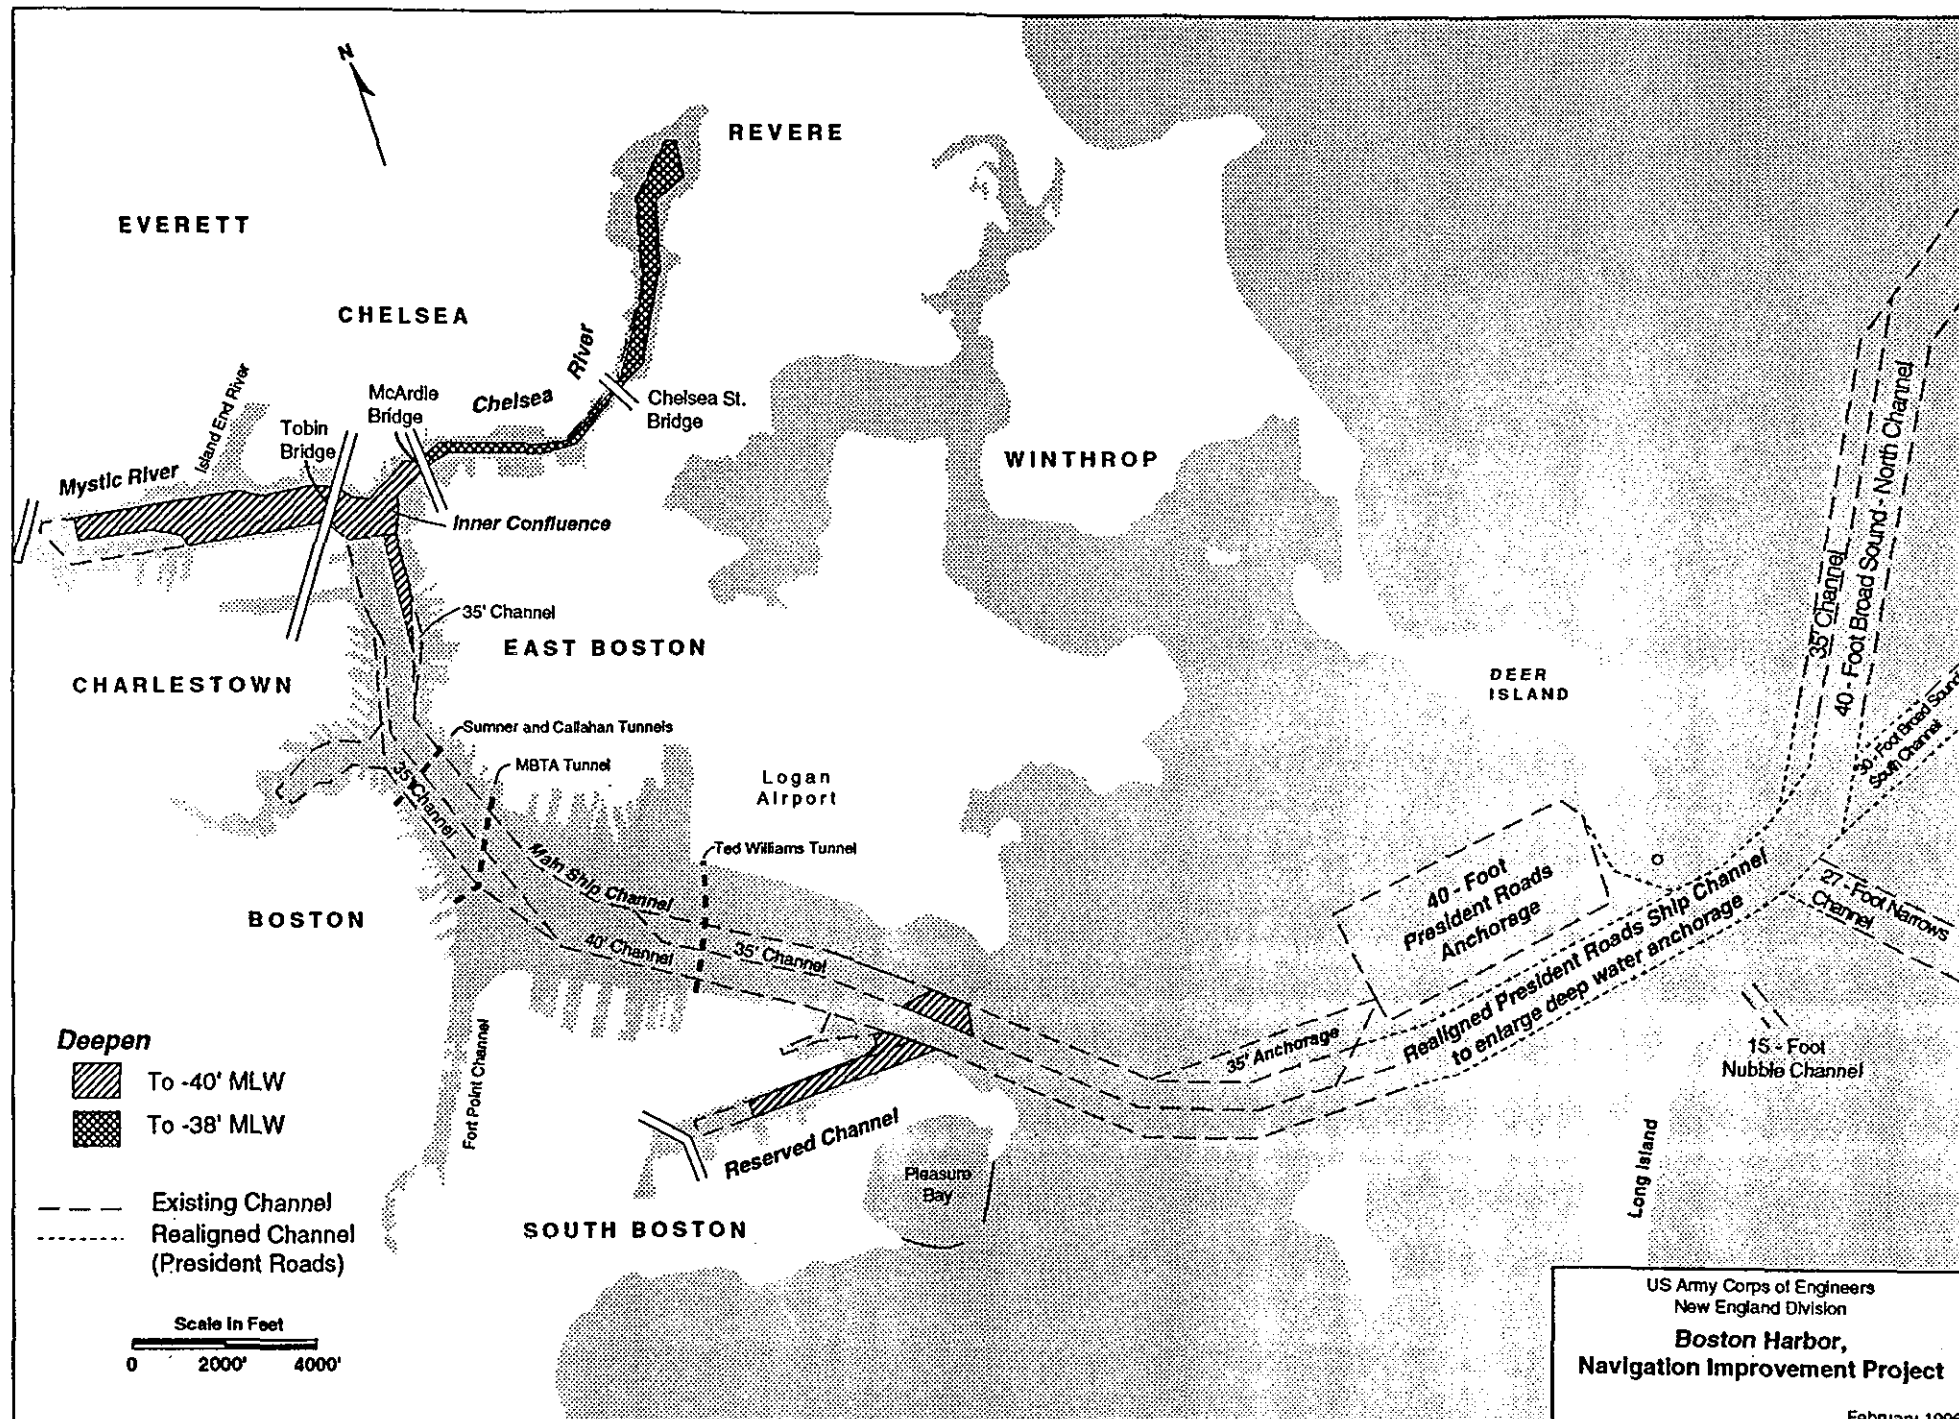 N
REVERE
EVERETT
CHELSEA
Island End River
McArdle
Bridge
Chelsea
River
Chelsea St.
Bridge
Tobin
Bridge
Mystic River
WINTHROP
Inner Confluence
35' Channel
EAST BOSTON
CHARLESTOWN
35' Channel
40 - Foot Broad Sound - North Channel
DEER
ISLAND
30 - Foot Broad Sound
South Channel
Sumner and Callahan Tunnels
MBTA Tunnel
35' Channel
Logan
Airport
Ted Williams Tunnel
Main Ship Channel
BOSTON
40' Channel
35' Channel
40 - Foot
President Roads
Anchorage
27 - Foot Narrows
Channel
Realigned President Roads Ship Channel
to enlarge deep water anchorage
35' Anchorage
15 - Foot
Nubble Channel
Fort Point Channel
Reserved Channel
Pleasure
Bay
Long Island
SOUTH BOSTON
Deepen
To -40' MLW
To -38' MLW
Existing Channel
Realigned Channel
(President Roads)
Scale in Feet
0 2000' 4000'
US Army Corps of Engineers
New England Division
Boston Harbor,
Navigation Improvement Project
February